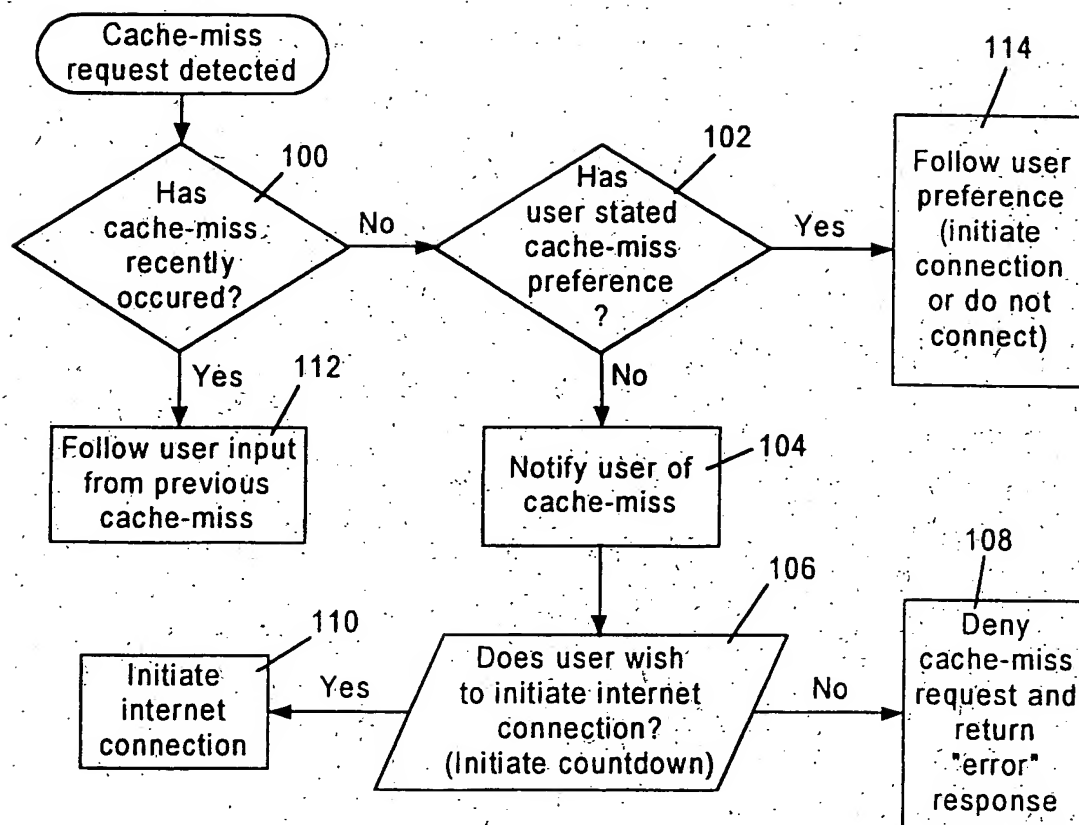 Cache-miss
request detected
100
Has
cache-miss
recently
occured?
No
102
Has
user stated
cache-miss
preference
?
Yes
114
Follow user
preference
(initiate
connection
or do not
connect)
Yes
112
Follow user input
from previous
cache-miss
No
104
Notify user of
cache-miss
106
Does user wish
to initiate internet
connection?
(Initiate countdown)
Yes
110
Initiate
internet
connection
No
108
Deny
cache-miss
request and
return
"error"
response